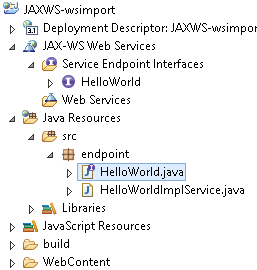 JAXWS-wsimport
Deployment Descriptor: JAXWS-wsimp
JAX-WS Web Services
Service Endpoint Interfaces
HelloWorld
Web Services
Java Resources
src
endpoint
HelloWorld.java
HelloWorldImplService.java
Libraries
JavaScript Resources
build
WebContent